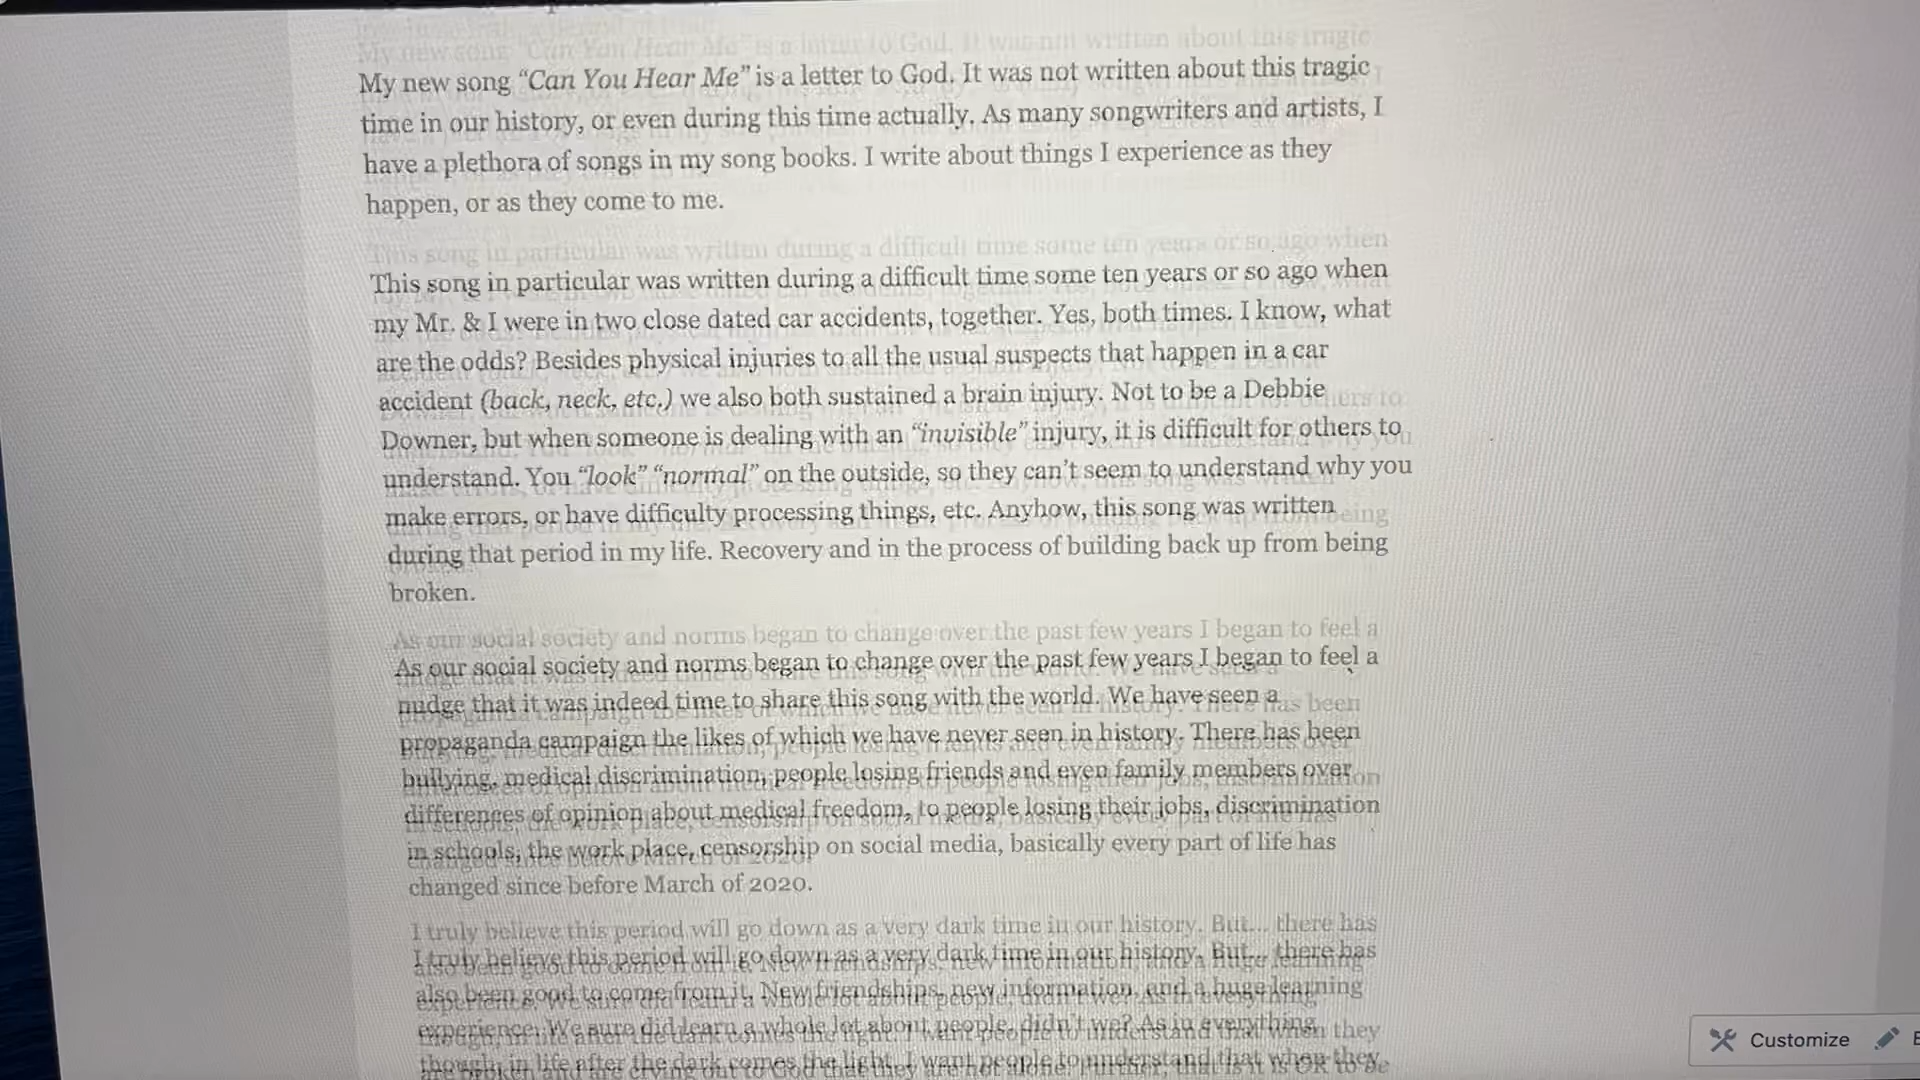 My new song “Can You Hear Me” is a letter to God. It was not written about this tragic
time in our history, or even during this time actually. As many songwriters and artists, I
have a plethora of songs in my song books. I write about things I experience as they
happen, or as they come to me.
This song in particular was written during a difficult time some ten years or so ago when
my Mr. & I were in two close dated car accidents, together. Yes, both times. I know, what
are the odds? Besides physical injuries to all the usual suspects that happen in a car
accident (back, neck, etc.) we also both sustained a brain injury. Not to be a Debbie
Downer, but when someone is dealing with an “invisible” injury, it is difficult for others to
understand. You “look” “normal” on the outside, so they can’t seem to understand why you
make errors, or have difficulty processing things, etc. Anyhow, this song was written
during that period in my life. Recovery and in the process of building back up from being
broken.
As our social society and norms began to change over the past few years I began to feel a
nudge that it was indeed time to share this song with the world. We have seen a
propaganda campaign the likes of which we have never seen in history. There has been
bullying, medical discrimination, people losing friends and even family members over
differences of opinion about medical freedom, to people losing their jobs, discrimination
in schools, the work place, censorship on social media, basically every part of life has
changed since before March of 2020.
I truly believe this period will go down as a very dark time in our history. But... there has
also been good to come from it. New friendships, new information, and a huge learning
experience. We sure did learn a whole lot about people, didn’t we? As in everything
though, in life after the dark comes the light. I want people to understand that when they
Customize